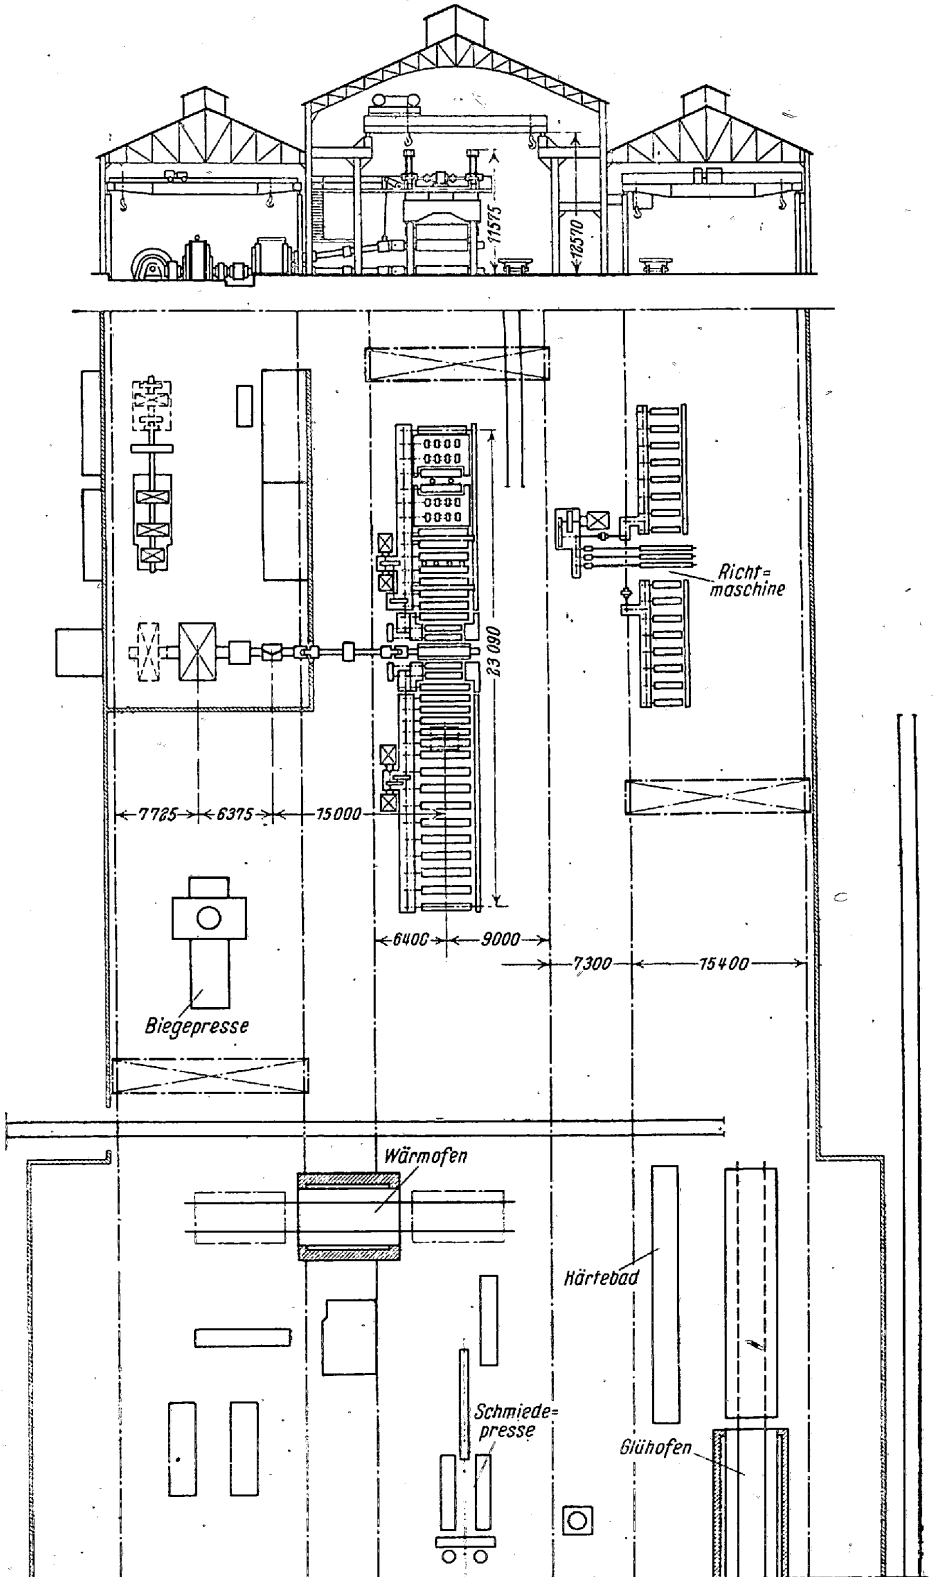 11575
12570
Richt=
maschine
23 090
7725
6375
15000
6400
9000
7300
15400
Biegepresse
Wärmofen
Härtebad
Schmiede=
presse
Glühofen